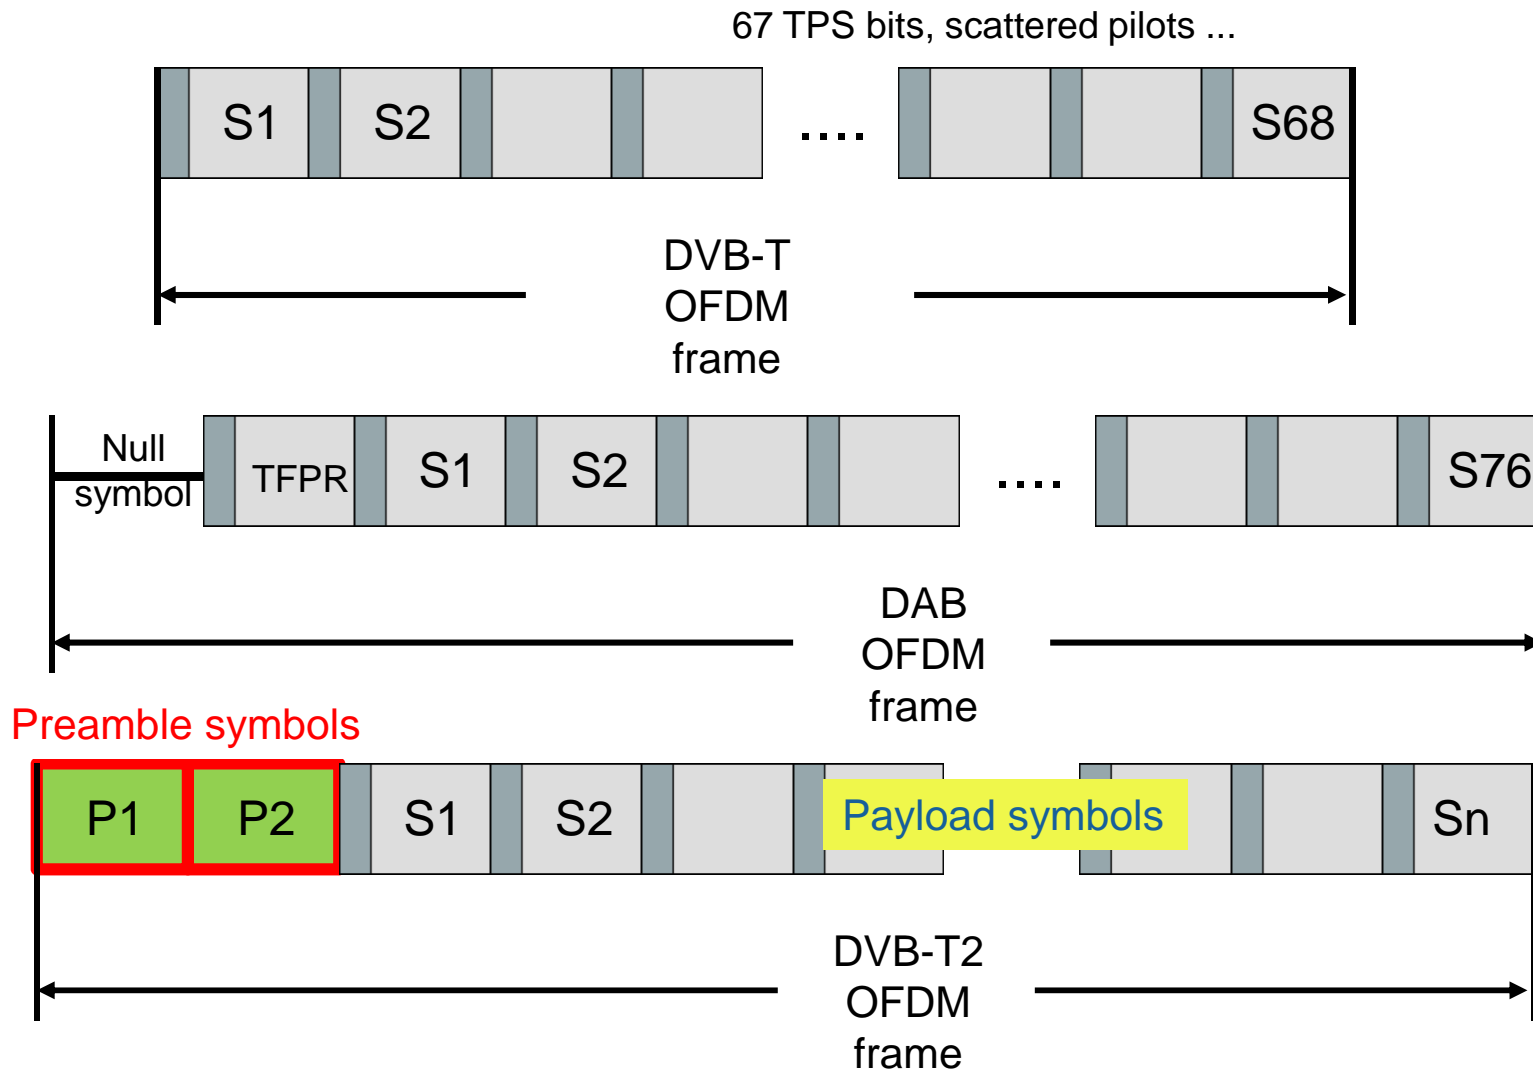 67 TPS bits, scattered pilots ...
S1 S2 .... S68
DVB-T
OFDM
frame
Null
symbol
TFPR S1 S2 .... S76
DAB
OFDM
frame
Preamble symbols
P1 P2 S1 S2 Payload symbols Sn
DVB-T2
OFDM
frame